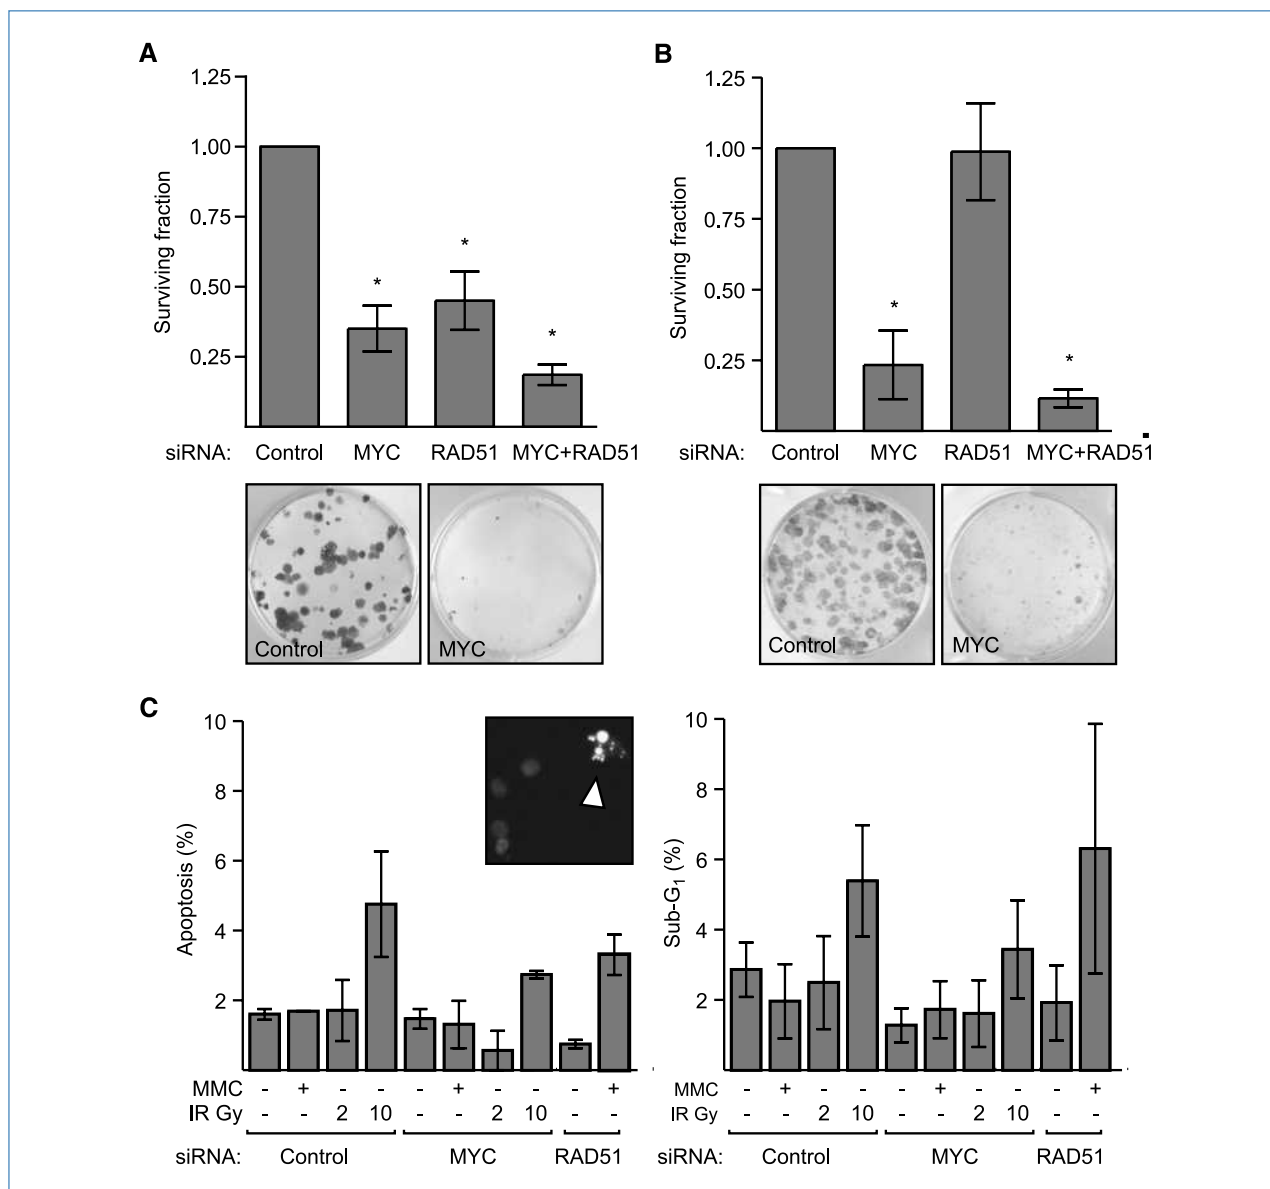 A
1.25
1.00
0.75
0.50
0.25
Surviving fraction
*
*
*
siRNA: Control MYC RAD51 MYC+RAD51
Control
MYC
B
1.25
1.00
0.75
0.50
0.25
Surviving fraction
*
*
siRNA: Control MYC RAD51 MYC+RAD51
Control
MYC
C
10
8
6
4
2
Apoptosis (%)
MMC - + - - - + - - - +
IR Gy - - 2 10 - - 2 10 - -
siRNA: Control MYC RAD51
10
8
6
4
2
Sub-G1 (%)
MMC - + - - - + - - - +
IR Gy - - 2 10 - - 2 10 - -
siRNA: Control MYC RAD51